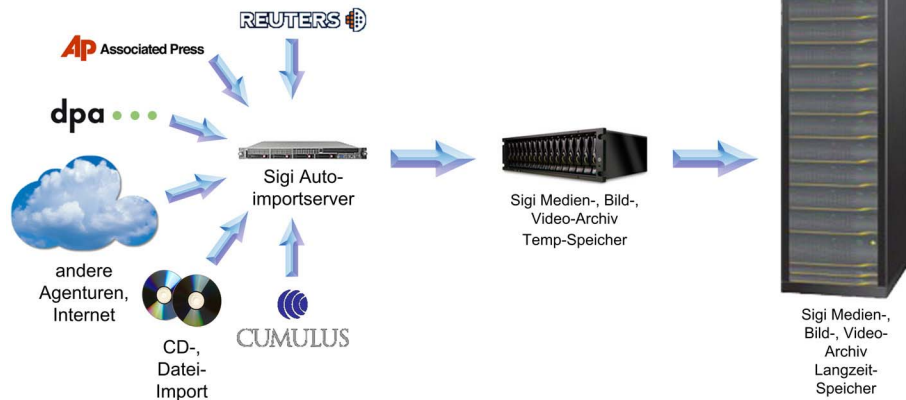 REUTERS
AP Associated Press
dpa
Sigi Auto-
importserver
andere
Agenturen,
Internet
CD-,
Datei-
Import
CUMULUS
Sigi Medien-, Bild-,
Video-Archiv
Temp-Speicher
Sigi Medien-,
Bild-, Video-
Archiv
Langzeit-
Speicher